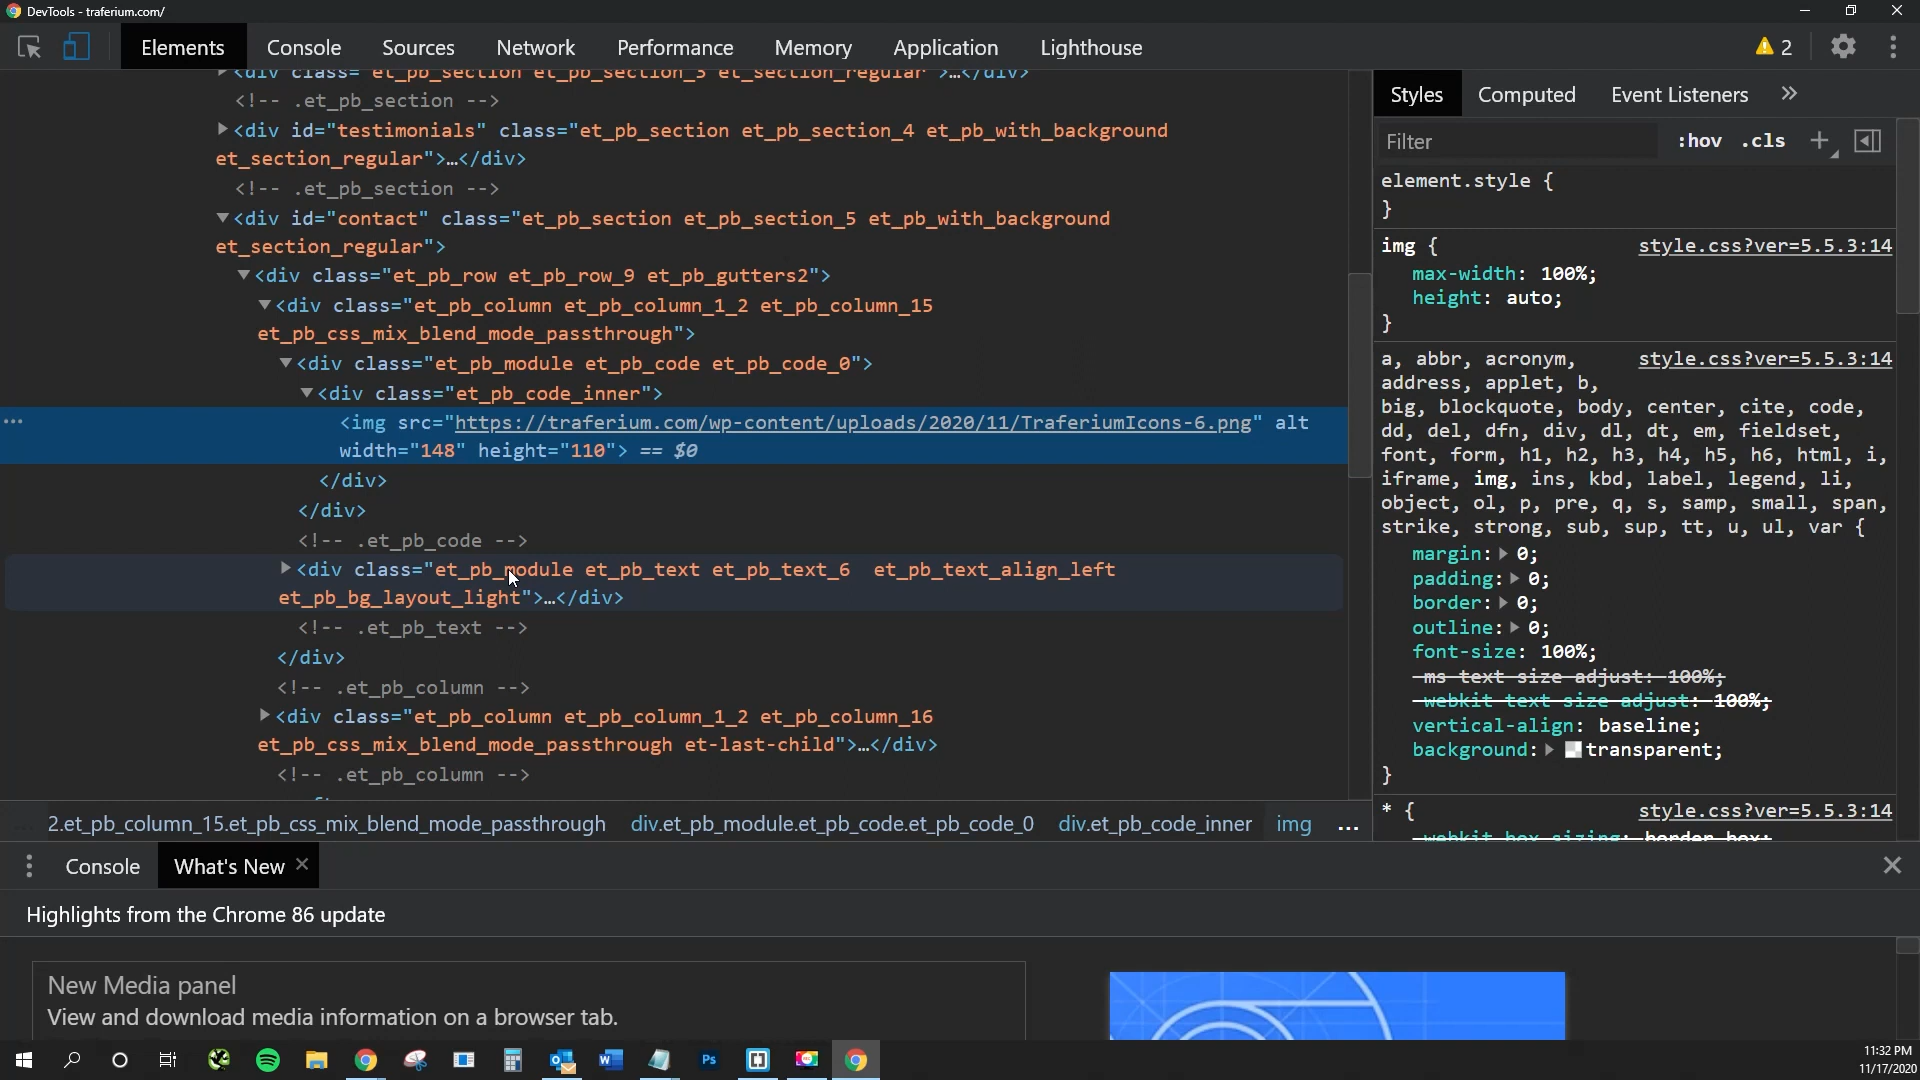 DevTools - traferium.com/
Elements Console Sources Network Performance Memory Application Lighthouse 2
<div class="et_pb_section et_pb_section_3 et_section_regular">…</div>
<!-- .et_pb_section -->
<div id="testimonials" class="et_pb_section et_pb_section_4 et_pb_with_background
et_section_regular">…</div>
<!-- .et_pb_section -->
<div id="contact" class="et_pb_section et_pb_section_5 et_pb_with_background
et_section_regular">
<div class="et_pb_row et_pb_row_9 et_pb_gutters2">
<div class="et_pb_column et_pb_column_1_2 et_pb_column_15
et_pb_css_mix_blend_mode_passthrough">
<div class="et_pb_module et_pb_code et_pb_code_0">
<div class="et_pb_code_inner">
<img src="https://traferium.com/wp-content/uploads/2020/11/TraferiumIcons-6.png" alt
width="148" height="110"> == $0
</div>
</div>
<!-- .et_pb_code -->
<div class="et_pb_module et_pb_text et_pb_text_6  et_pb_text_align_left
et_pb_bg_layout_light">…</div>
<!-- .et_pb_text -->
</div>
<!-- .et_pb_column -->
<div class="et_pb_column et_pb_column_1_2 et_pb_column_16
et_pb_css_mix_blend_mode_passthrough et-last-child">…</div>
<!-- .et_pb_column -->
2.et_pb_column_15.et_pb_css_mix_blend_mode_passthrough div.et_pb_module.et_pb_code.et_pb_code_0 div.et_pb_code_inner img ...
Styles Computed Event Listeners »
Filter :hov .cls +
element.style {
}
img { style.css?ver=5.5.3:14
max-width: 100%;
height: auto;
}
a, abbr, acronym, style.css?ver=5.5.3:14
address, applet, b,
big, blockquote, body, center, cite, code,
dd, del, dfn, div, dl, dt, em, fieldset,
font, form, h1, h2, h3, h4, h5, h6, html, i,
iframe, img, ins, kbd, label, legend, li,
object, ol, p, pre, q, s, samp, small, span,
strike, strong, sub, sup, tt, u, ul, var {
margin: 0;
padding: 0;
border: 0;
outline: 0;
font-size: 100%;
-ms-text-size-adjust: 100%;
-webkit-text-size-adjust: 100%;
vertical-align: baseline;
background: transparent;
}
* { style.css?ver=5.5.3:14
-webkit-box-sizing: border-box;
Console What's New
Highlights from the Chrome 86 update
New Media panel
View and download media information on a browser tab.
11:32 PM
11/17/2020